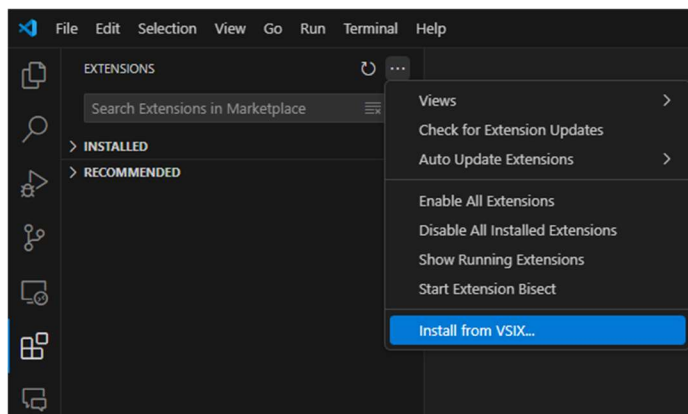 File Edit Selection View Go Run Terminal Help
EXTENSIONS
Search Extensions in Marketplace
INSTALLED
RECOMMENDED
Views
Check for Extension Updates
Auto Update Extensions
Enable All Extensions
Disable All Installed Extensions
Show Running Extensions
Start Extension Bisect
Install from VSIX...